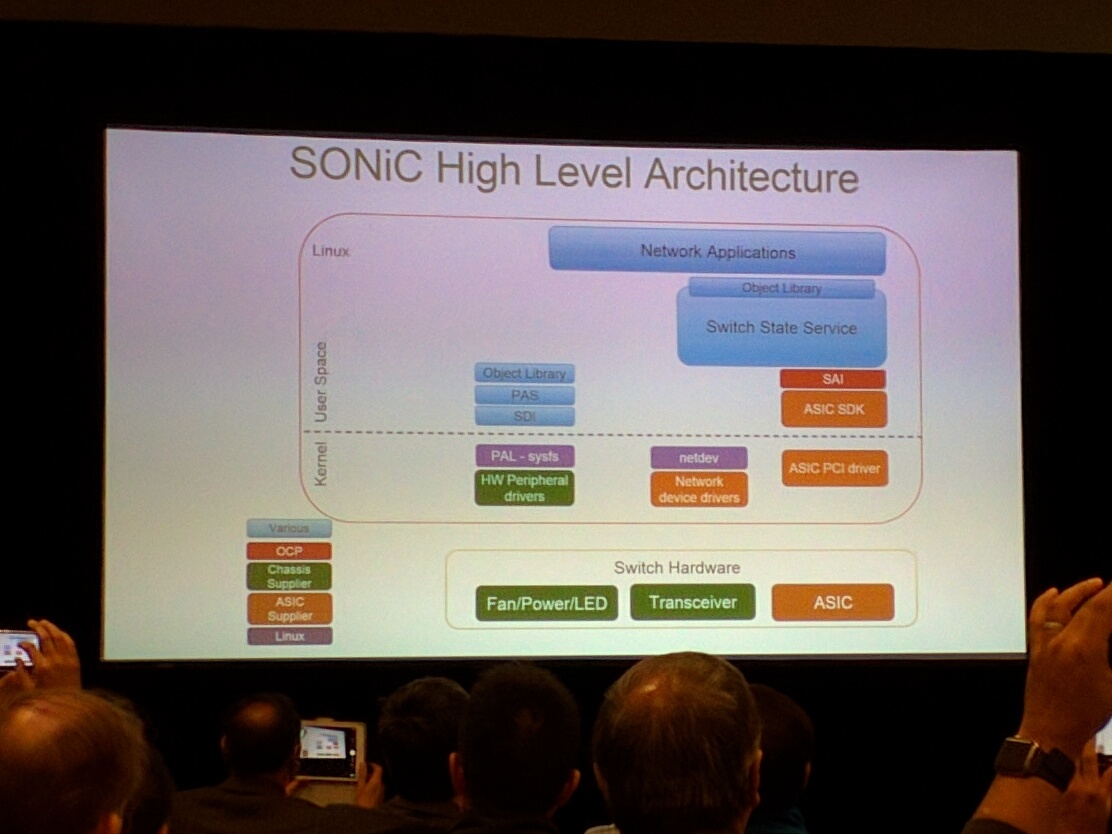 SONiC High Level Architecture
Linux
Network Applications
Object Library
Switch State Service
User Space
Object Library
PAS
SDI
SAI
ASIC SDK
Kernel
PAL - sysfs
HW Peripheral
drivers
netdev
Network
device drivers
ASIC PCI driver
Various
OCP
Chassis
Supplier
ASIC
Supplier
Linux
Switch Hardware
Fan/Power/LED
Transceiver
ASIC